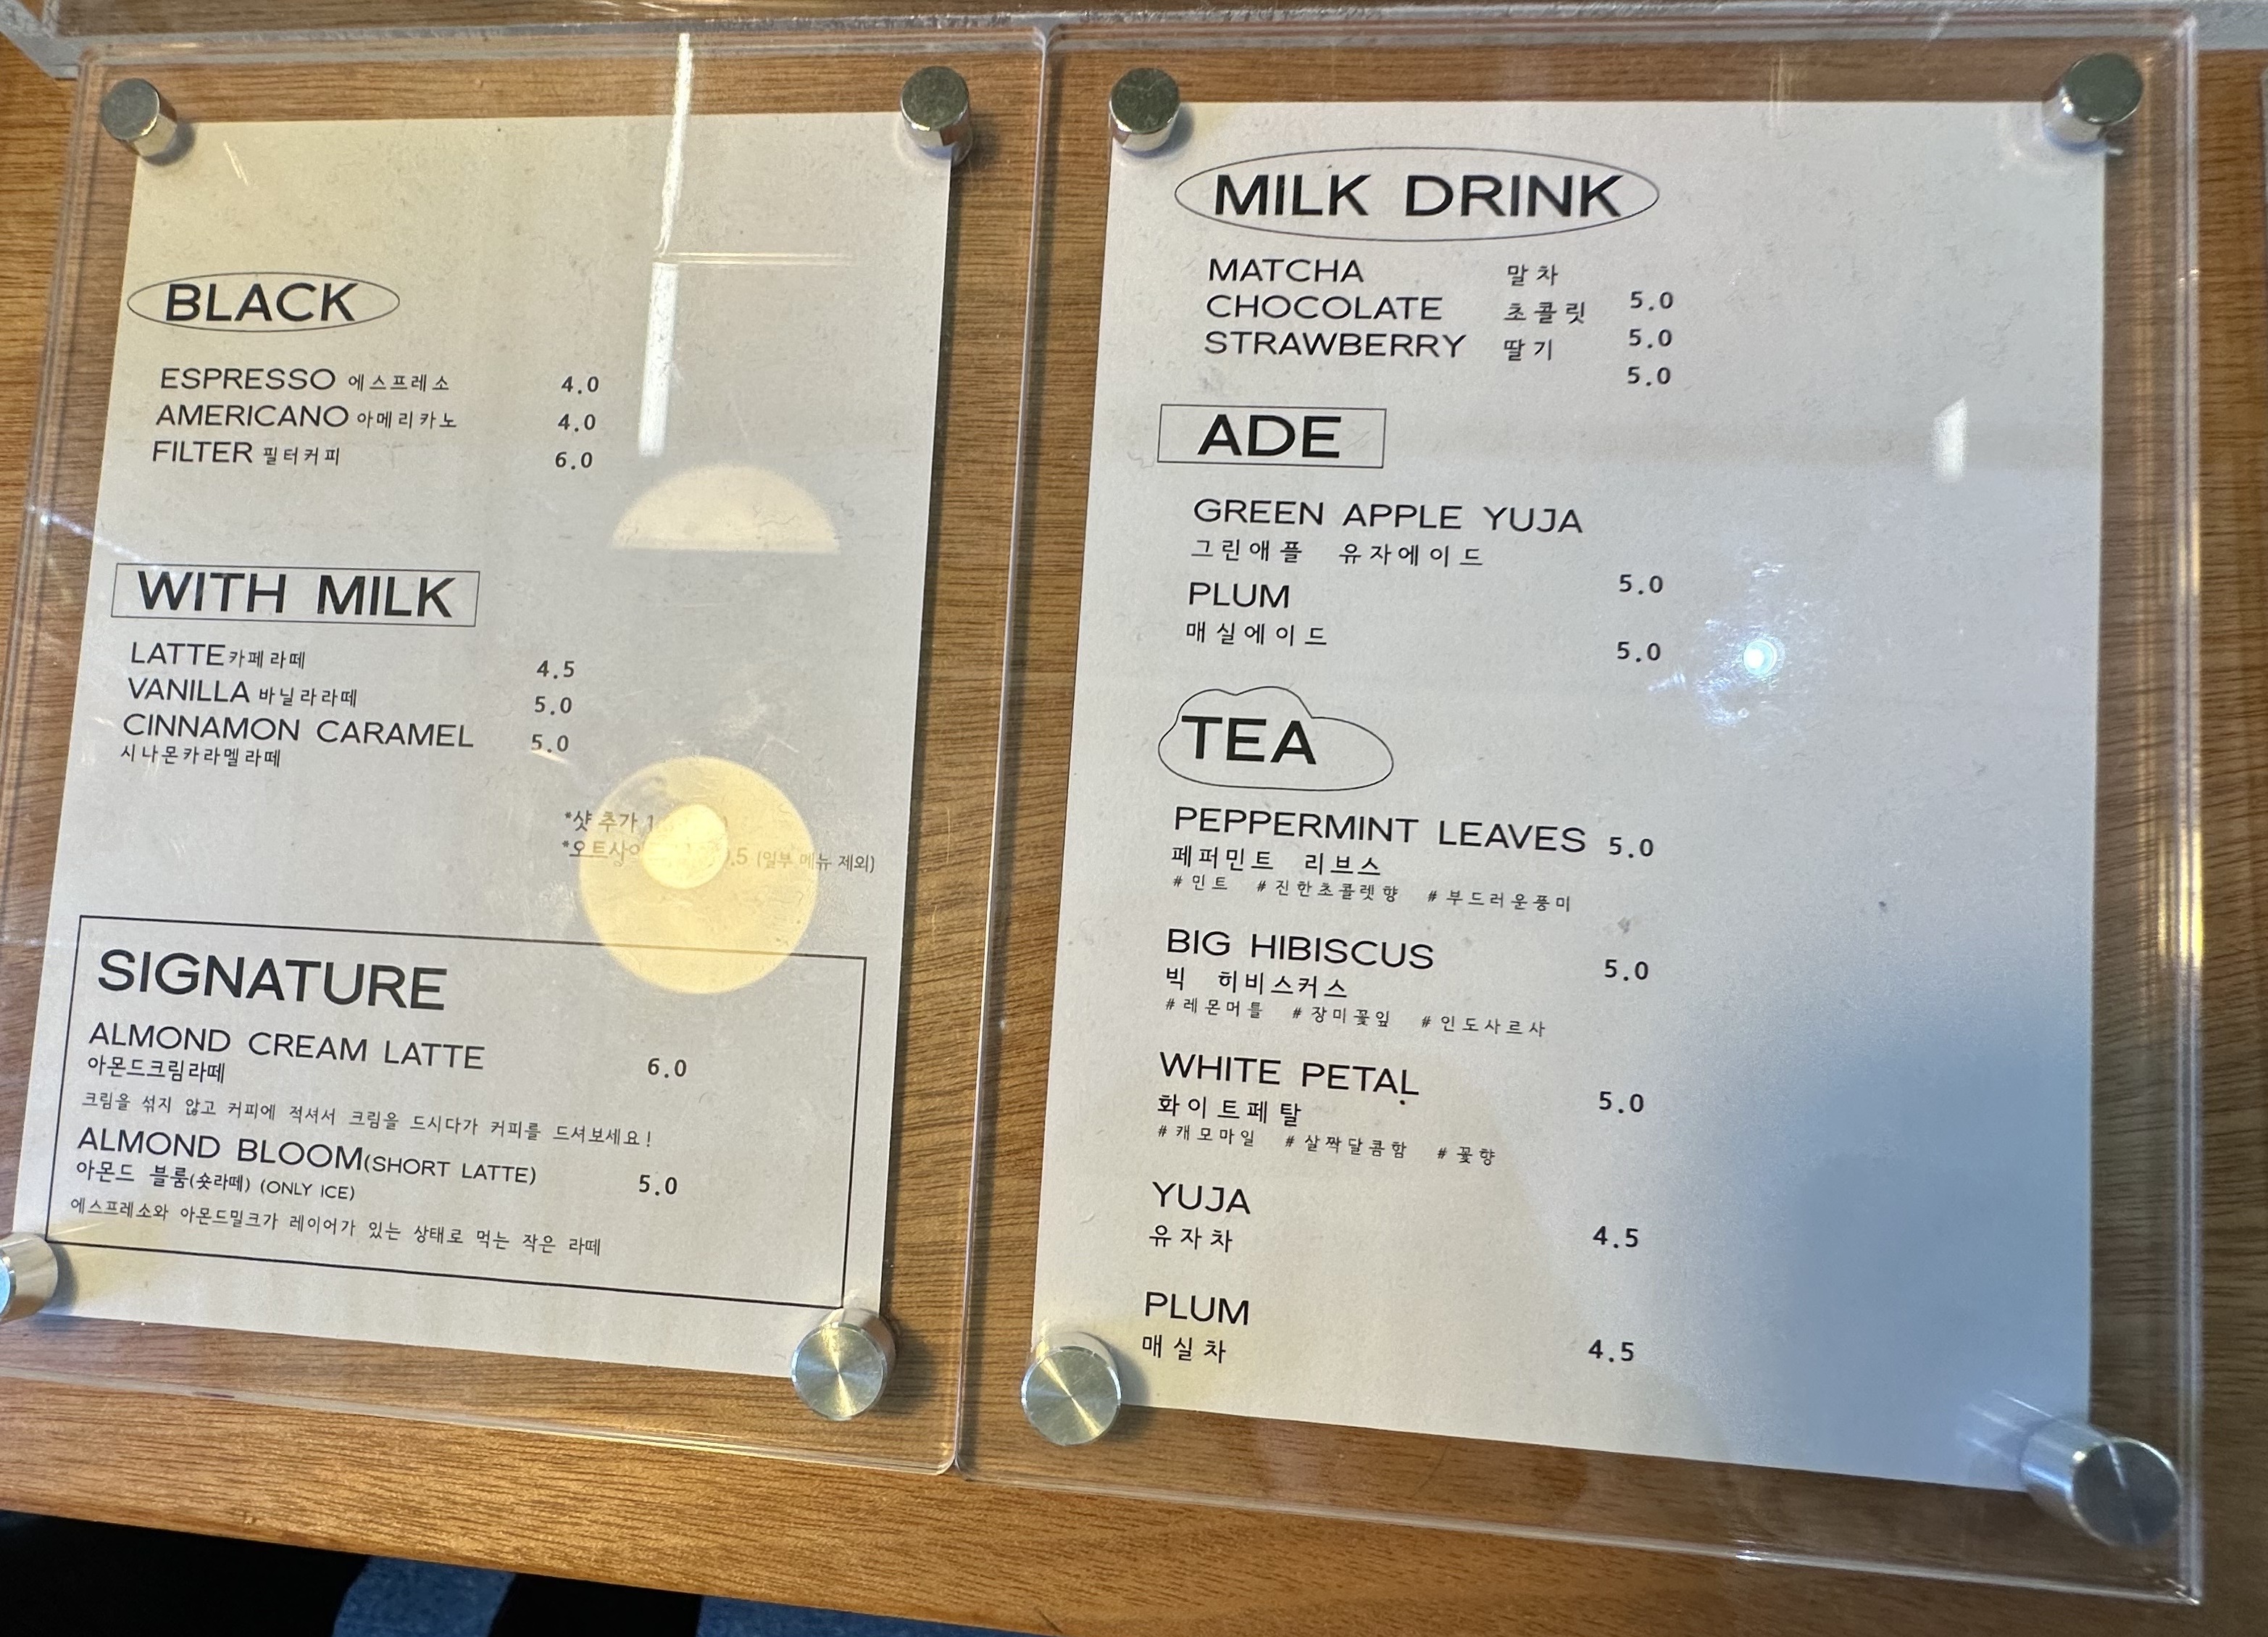 BLACK
ESPRESSO 에스프레소 4.0
AMERICANO 아메리카노 4.0
FILTER 필터커피 6.0
WITH MILK
LATTE 카페라떼 4.5
VANILLA 바닐라라떼 5.0
CINNAMON CARAMEL 5.0
시나몬카라멜라떼
*샷 추가
(일부 메뉴 제외)
SIGNATURE
ALMOND CREAM LATTE 6.0
아몬드크림라떼
크림을 섞지 않고 커피에 적셔서 크림을 드시다가 커피를 드셔보세요!
ALMOND BLOOM(SHORT LATTE) 5.0
아몬드 블룸(숏라떼) (ONLY ICE)
에스프레소와 아몬드밀크가 레이어가 있는 상태로 먹는 작은 라떼
MILK DRINK
MATCHA 말차 5.0
CHOCOLATE 초콜릿 5.0
STRAWBERRY 딸기 5.0
ADE
GREEN APPLE YUJA
그린애플 유자에이드 5.0
PLUM
매실에이드 5.0
TEA
PEPPERMINT LEAVES 5.0
페퍼민트 리브스
#민트 #진한초콜렛향 #부드러운풍미
BIG HIBISCUS 5.0
빅 히비스커스
#레몬머틀 #장미꽃잎 #인도사르사
WHITE PETAL 5.0
화이트페탈
#캐모마일 #살짝달콤함 #꽃향
YUJA
유자차 4.5
PLUM
매실차 4.5